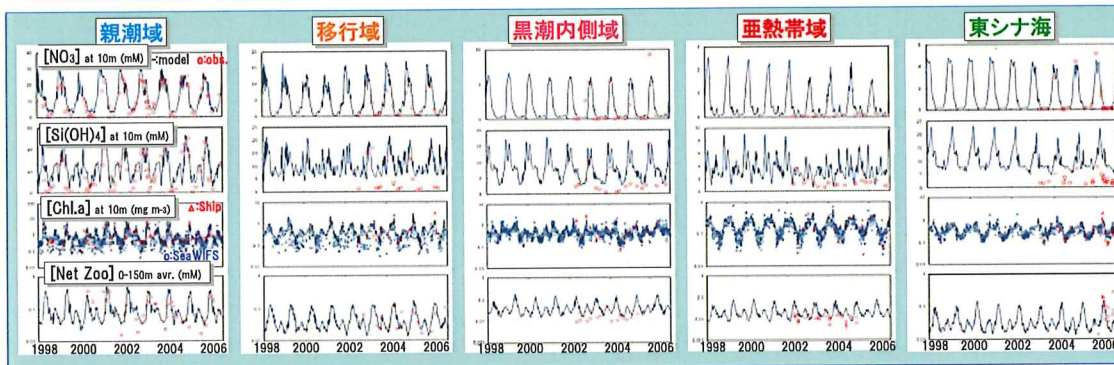 親潮域
移行域
黒潮内側域
亜熱帯域
東シナ海
[NO₃] at 10m (mM) -:model o:obs.
[Si(OH)₄] at 10m (mM)
[Chl.a] at 10m (mg m-3) ▲:Ship
o:SeaWIFS
[Net Zoo] 0-150m avr. (mM)
1998 2000 2002 2004 2006
1998 2000 2002 2004 2006
1998 2000 2002 2004 2006
1998 2000 2002 2004 2006
1998 2000 2002 2004 2006